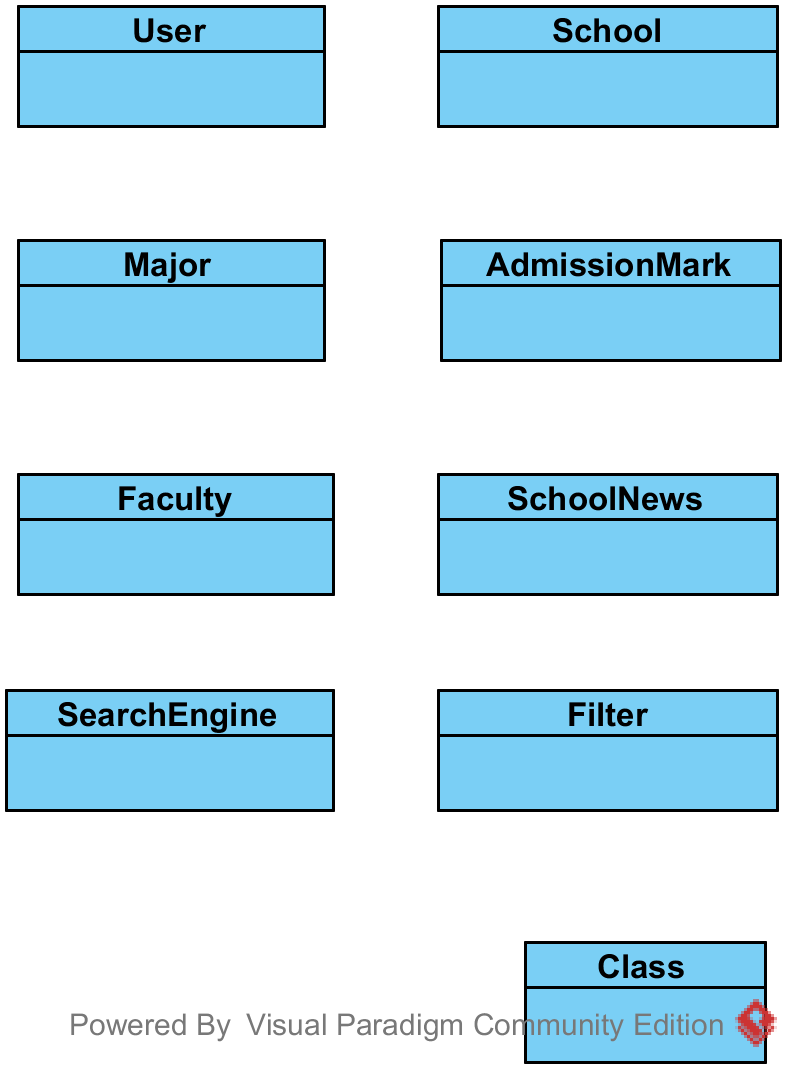 User
School
Major
AdmissionMark
Faculty
SchoolNews
SearchEngine
Filter
Class
Powered By Visual Paradigm Community Edition